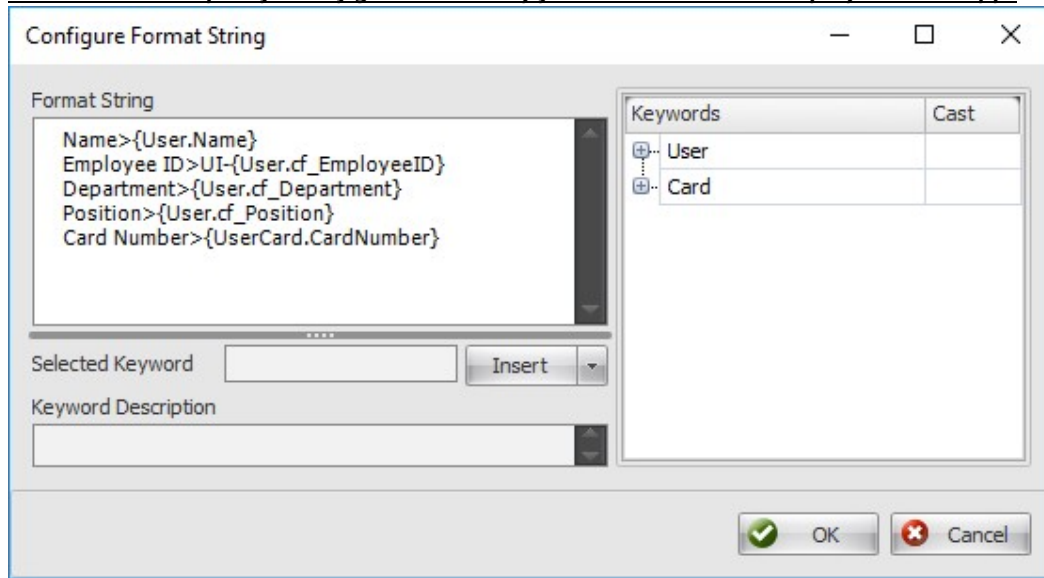 Configure Format String
Format String
Name>{User.Name}
Employee ID>UI-{User.cf_EmployeeID}
Department>{User.cf_Department}
Position>{User.cf_Position}
Card Number>{UserCard.CardNumber}
Selected Keyword
Insert
Keyword Description
Keywords Cast
User
Card
OK Cancel